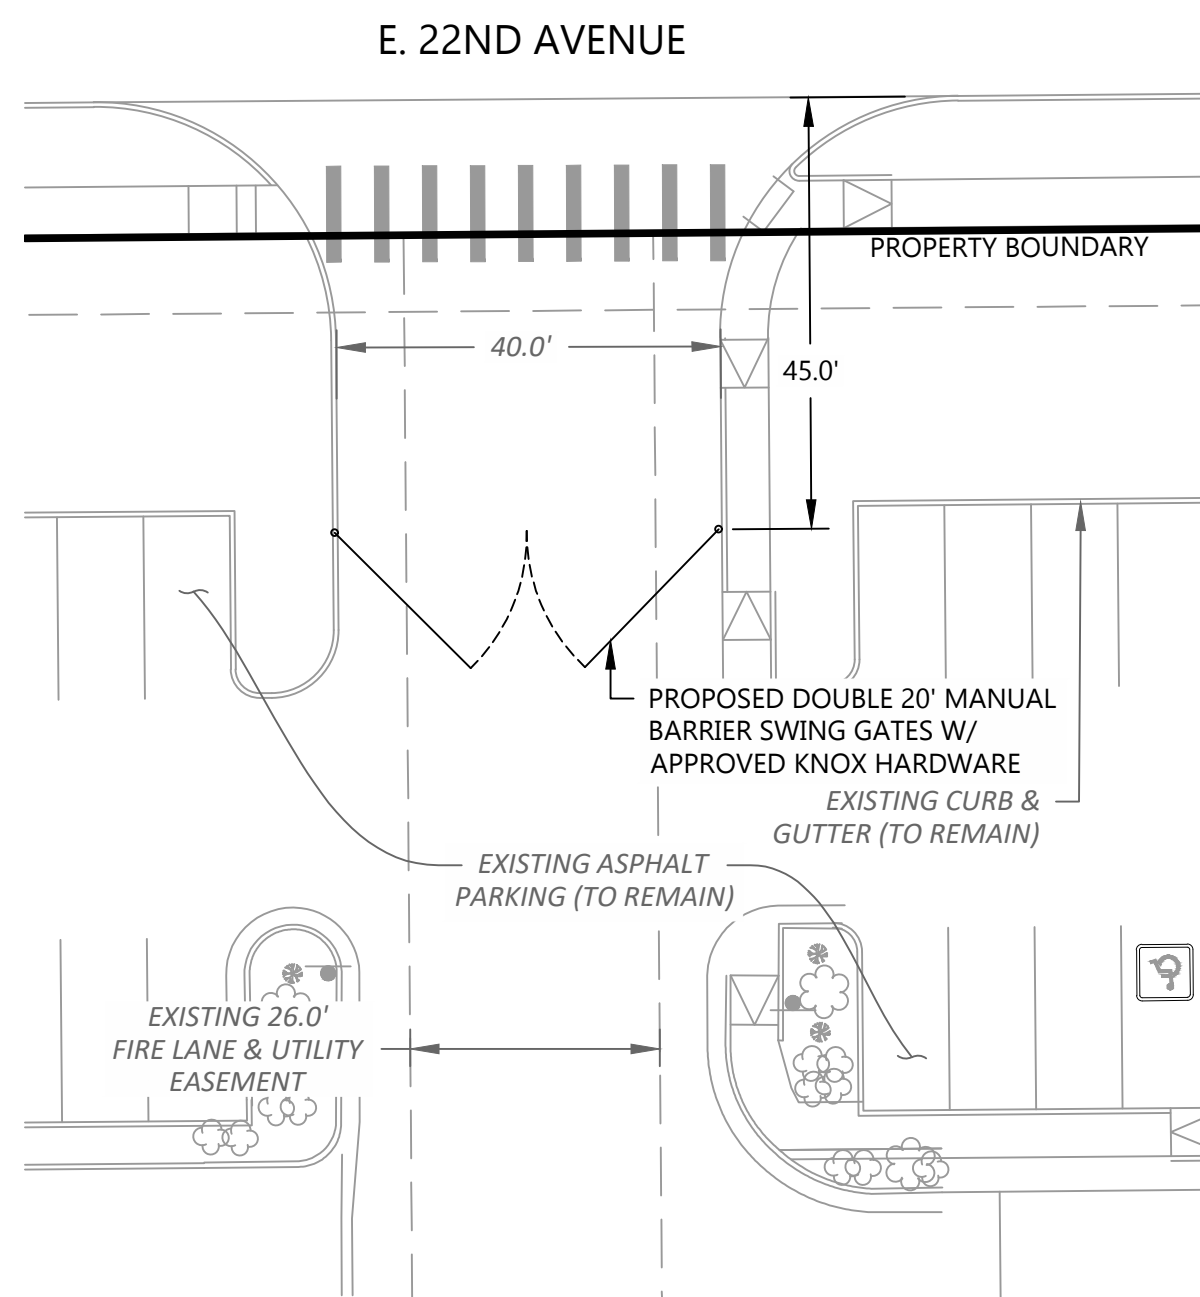 E. 22ND AVENUE
PROPERTY BOUNDARY
40.0'
45.0'
PROPOSED DOUBLE 20' MANUAL
BARRIER SWING GATES W/
APPROVED KNOX HARDWARE
EXISTING CURB &
GUTTER (TO REMAIN)
EXISTING ASPHALT
PARKING (TO REMAIN)
EXISTING 26.0'
FIRE LANE & UTILITY
EASEMENT